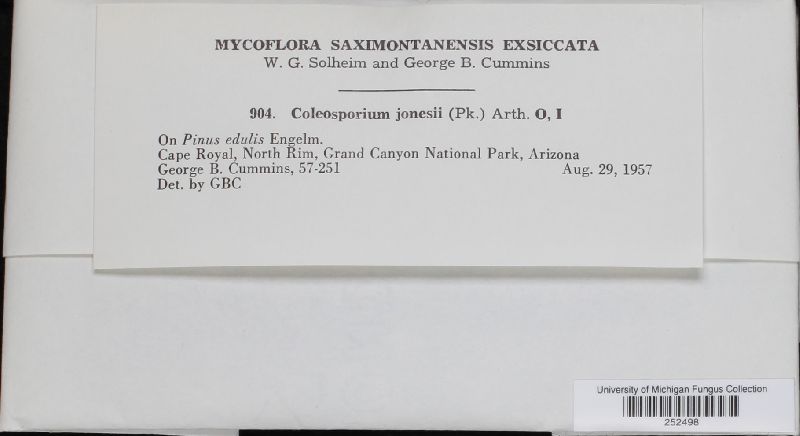 MYCOFLORA SAXIMONTANENSIS EXSICCATA
W. G. Solheim and George B. Cummins
904. Coleosporium jonesii (Pk.) Arth. O, I
On Pinus edulis Engelm.
Cape Royal, North Rim, Grand Canyon National Park, Arizona
George B. Cummins, 57-251 Aug. 29, 1957
Det. by GBC
University of Michigan Fungus Collection
252498